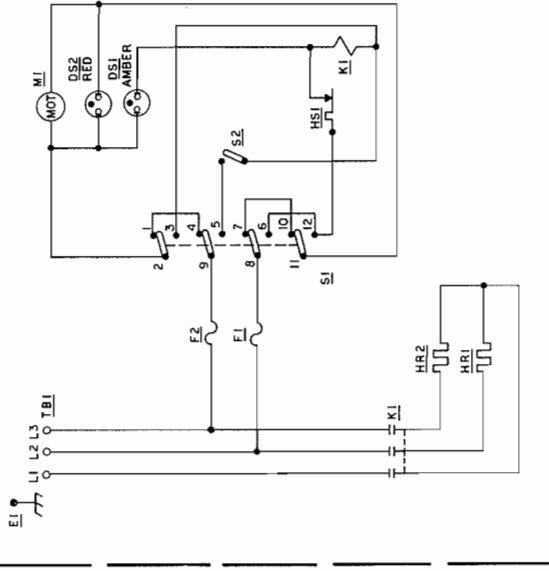 M1
MOT
DS2
RED
DS1
AMBER
K1
HS1
S2
1
3
4
5
7
6
10
12
2
9
8
11
S1
F2
F1
HR2
HR1
TB1
L3
L2
L1
K1
E1